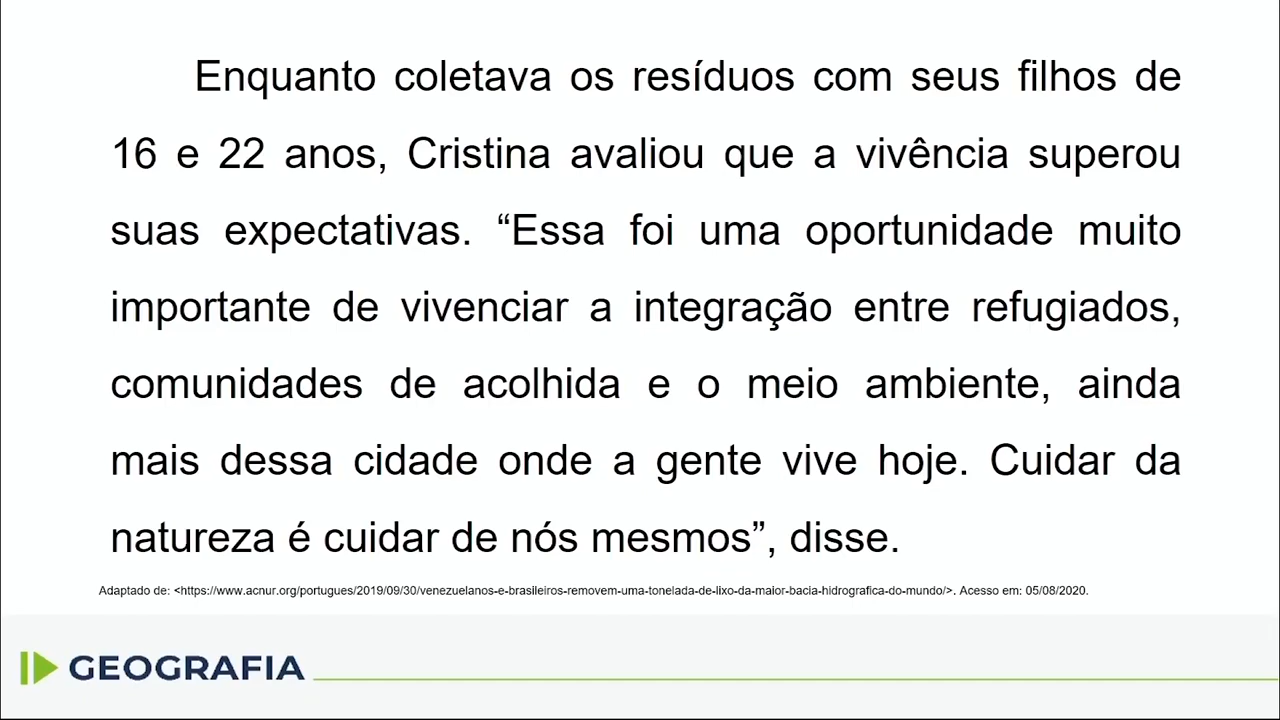 Enquanto coletava os resíduos com seus filhos de
16 e 22 anos, Cristina avaliou que a vivência superou
suas expectativas. “Essa foi uma oportunidade muito
importante de vivenciar a integração entre refugiados,
comunidades de acolhida e o meio ambiente, ainda
mais dessa cidade onde a gente vive hoje. Cuidar da
natureza é cuidar de nós mesmos”, disse.
Adaptado de: <https://www.acnur.org/portugues/2019/09/30/venezuelanos-e-brasileiros-removem-uma-tonelada-de-lixo-da-maior-bacia-hidrografica-do-mundo/>. Acesso em: 05/08/2020.
GEOGRAFIA